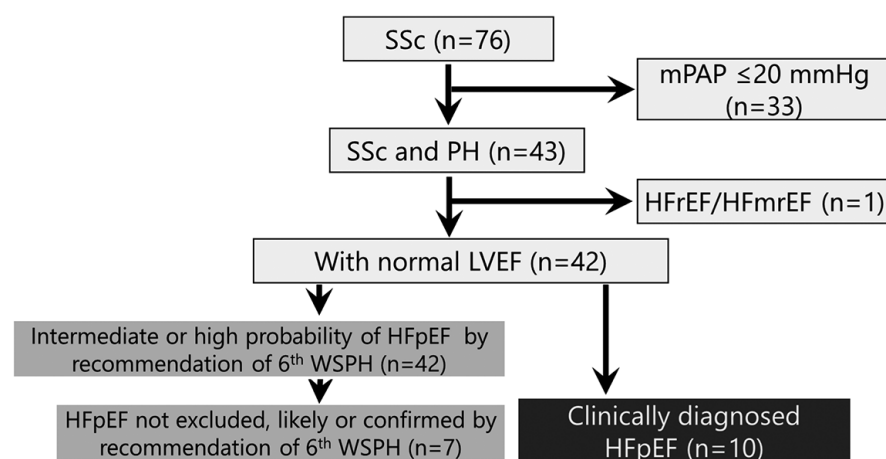 SSc (n=76)
mPAP ≤20 mmHg
(n=33)
SSc and PH (n=43)
HFrEF/HFmrEF (n=1)
With normal LVEF (n=42)
Intermediate or high probability of HFpEF by
recommendation of 6th WSPH (n=42)
HFpEF not excluded, likely or confirmed by
recommendation of 6th WSPH (n=7)
Clinically diagnosed
HFpEF (n=10)